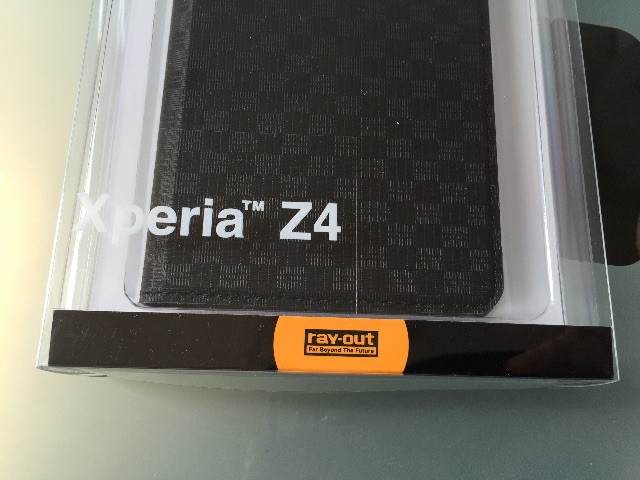 Xperia™ Z4
ray-out
Far Beyond The Future